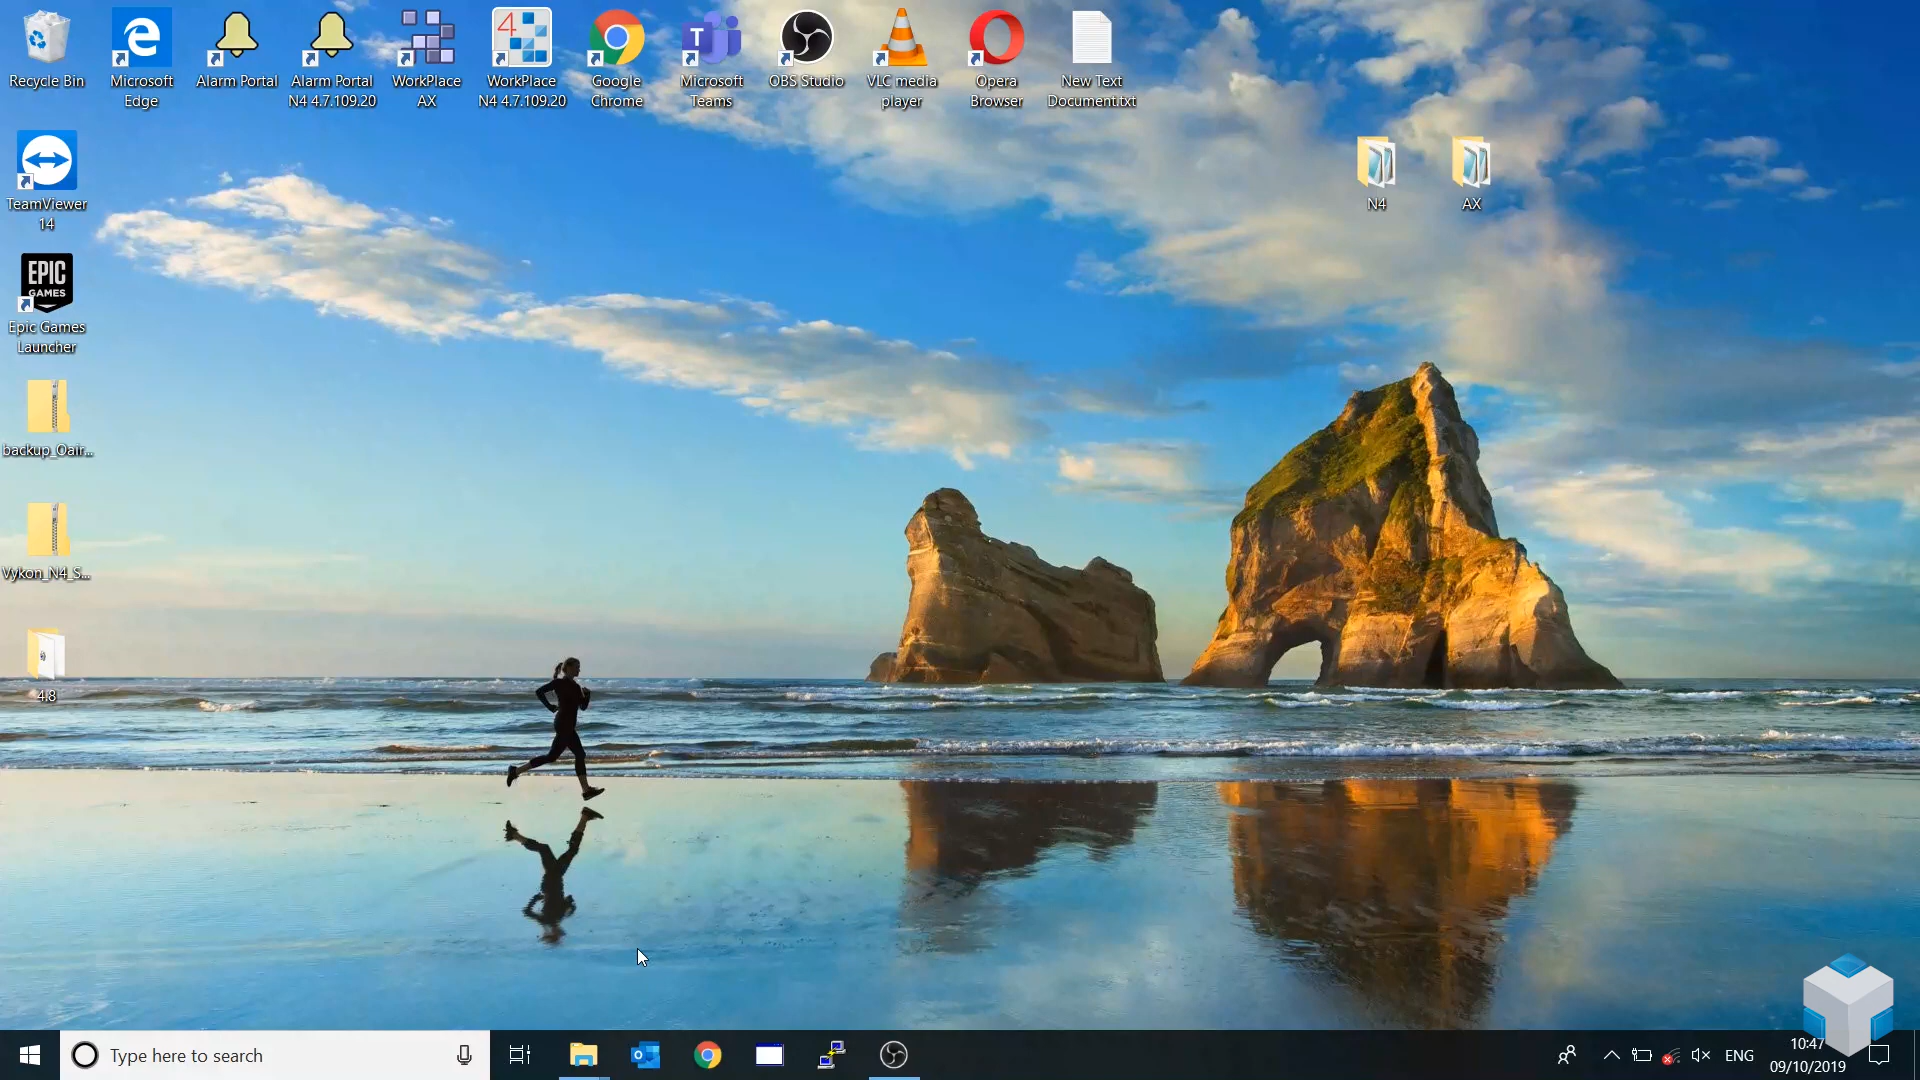 Recycle Bin
Microsoft
Edge
Alarm Portal
Alarm Portal
N4 4.7.109.20
WorkPlace
AX
4
WorkPlace
N4 4.7.109.20
Google
Chrome
T
Microsoft
Teams
OBS Studio
VLC media
player
Opera
Browser
New Text
Document.txt
N4
AX
TeamViewer
14
EPIC
GAMES
Epic Games
Launcher
backup_Oair...
Vykon_N4_S...
4.8
Type here to search
ENG
10:47
09/10/2019